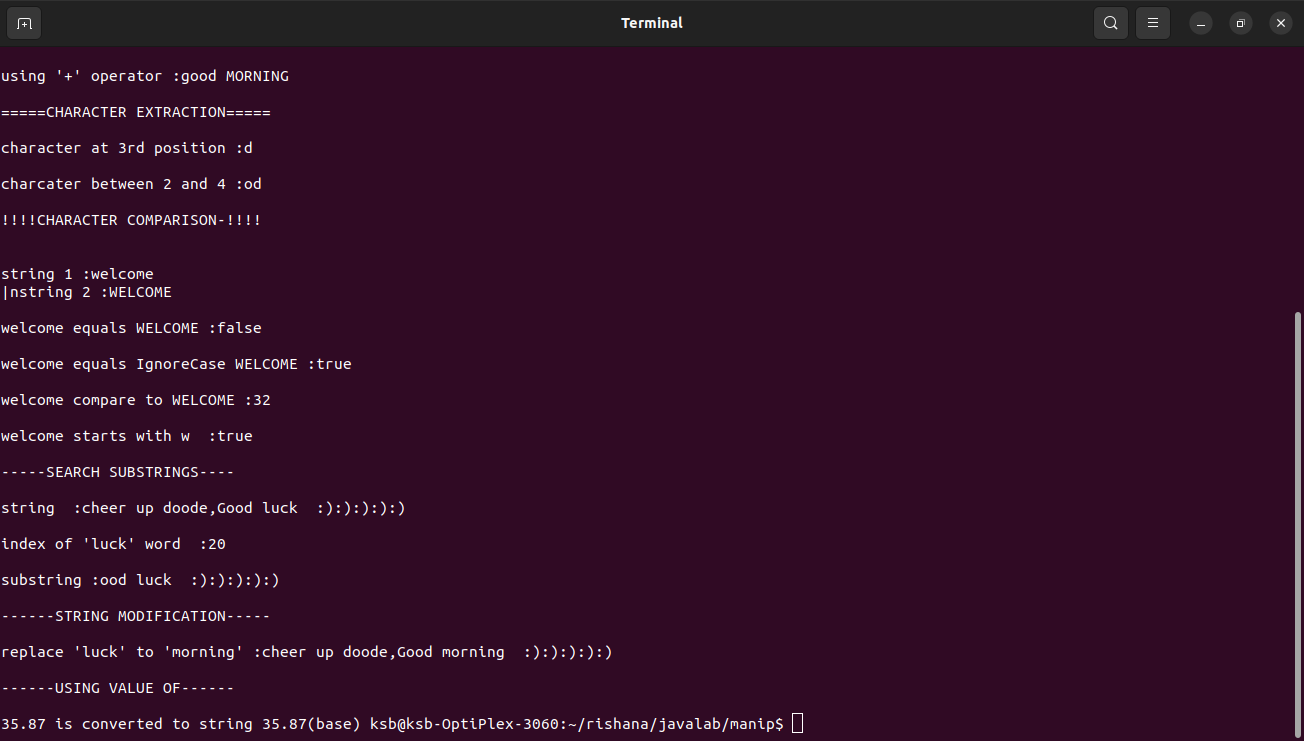 Terminal
using '+' operator :good MORNING
=====CHARACTER EXTRACTION=====
character at 3rd position :d
charcater between 2 and 4 :od
!!!!CHARACTER COMPARISON-!!!!
string 1 :welcome
|nstring 2 :WELCOME
welcome equals WELCOME :false
welcome equals IgnoreCase WELCOME :true
welcome compare to WELCOME :32
welcome starts with w  :true
-----SEARCH SUBSTRINGS----
string  :cheer up doode,Good luck  :):):):):)
index of 'luck' word  :20
substring :ood luck  :):):):):)
------STRING MODIFICATION-----
replace 'luck' to 'morning' :cheer up doode,Good morning  :):):):):)
------USING VALUE OF------
35.87 is converted to string 35.87(base) ksb@ksb-OptiPlex-3060:~/rishana/javalab/manip$